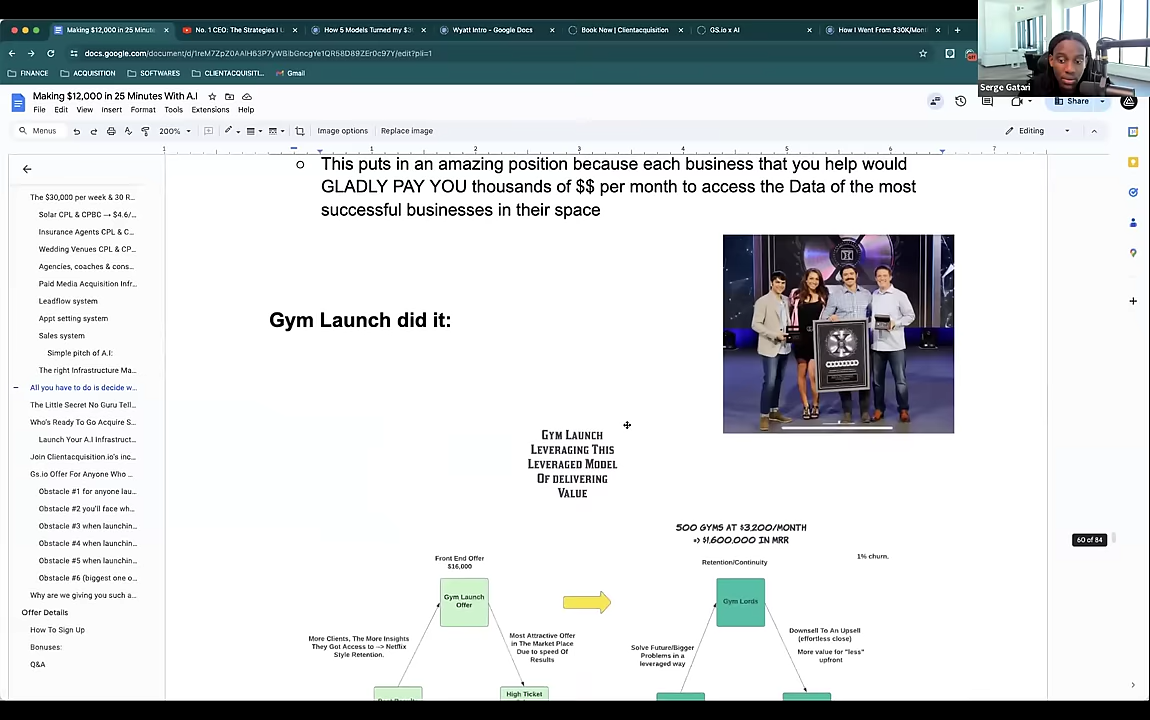 Making $12,000 in 25 Minute
No. 1 CEO: The Strategies I
How 5 Models Turned my $3
Wyatt Intro - Google Docs
Book Now | Clientacquisition
GS.io x AI
How I Went From $30K/Mon
docs.google.com/document/d/1reM7ZpZ0AAIH63P7yWBibGncgYe1QR58D89ZEr0c97Y/edit?pli=1
FINANCE
ACQUISITION
SOFTWARES
CLIENTACQUISITI...
Gmail
Serge Gatari
Making $12,000 in 25 Minutes With A.I
File Edit View Insert Format Tools Extensions Help
Share
Menus
200%
Image options
Replace image
Editing
1 1 2 3 4 5 6 7
The $30,000 per week & 30 R...
Solar CPL & CPBC → $4.6/...
Insurance Agents CPL & C...
Wedding Venues CPL & CP...
Agencies, coaches & cons...
Paid Media Acquisition Infr...
Leadflow system
Appt setting system
Sales system
Simple pitch of A.I:
The right Infrastructure Ma...
All you have to do is decide w...
The Little Secret No Guru Tell...
Who's Ready To Go Acquire S...
Launch Your A.I Infrastruct...
Join Clientacquisition.io's inc...
Gs.io Offer For Anyone Who ...
Obstacle #1 for anyone lau...
Obstacle #2 you'll face wh...
Obstacle #3 when launchin...
Obstacle #4 when launchin...
Obstacle #5 when launchin...
Obstacle #6 (biggest one o...
Why are we giving you such a...
Offer Details
How To Sign Up
Bonuses:
Q&A
This puts in an amazing position because each business that you help would
GLADLY PAY YOU thousands of $$ per month to access the Data of the most
successful businesses in their space
Gym Launch did it:
Gym Launch
Leveraging This
Leveraged Model
Of delivering
Value
500 GYMS AT $3,200/MONTH
=> $1,600,000 IN MRR
1% churn.
Front End Offer
$16,000
Retention/Continuity
Gym Launch
Offer
Gym Lords
More Clients, The More Insights
They Got Access to --> Netflix
Style Retention.
Most Attractive Offer
in The Market Place
Due to speed Of
Results
Solve Future/Bigger
Problems in a
leveraged way
Downsell To An Upsell
(effortless close)
More value for "less"
upfront
High Ticket
60 of 84